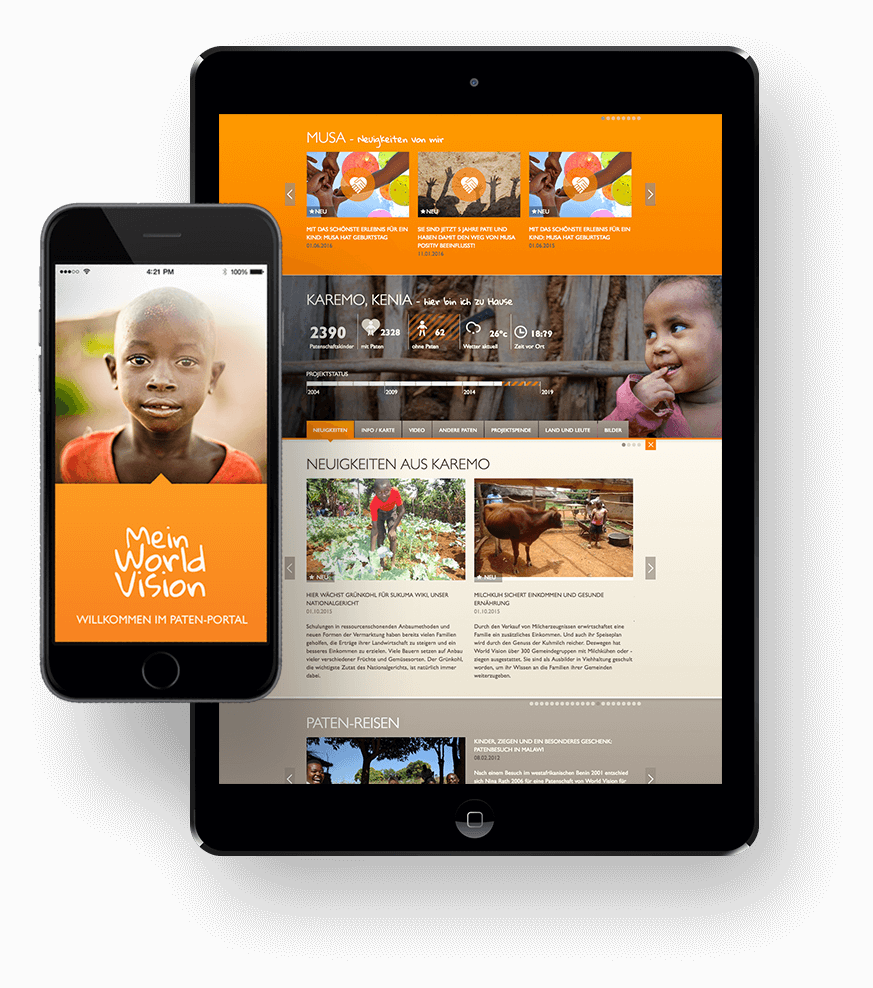 4:21 PM
100%
Mein
World
Vision
WILLKOMMEN IM PATEN-PORTAL
MUSA - Neuigkeiten von mir
NEU
NEU
NEU
MIT DAS SCHÖNSTE ERLEBNIS FÜR EIN
KIND: MUSA HAT GEBURTSTAG
01.06.2016
SIE SIND JETZT 5 JAHRE PATE UND
HABEN DAMIT DEN WEG VON MUSA
POSITIV BEEINFLUSST!
11.01.2016
MIT DAS SCHÖNSTE ERLEBNIS FÜR EIN
KIND: MUSA HAT GEBURTSTAG
01.06.2015
KAREMO, KENIA - hier bin ich zu Hause
2390
Patenschaftskinder
2328
mit Paten
62
ohne Paten
26°c
Wetter aktuell
18:79
Zeit vor Ort
PROJEKTSTATUS
2004 2009 2014 2019
NEUIGKEITEN INFO / KARTE VIDEO ANDERE PATEN PROJEKTSPENDE LAND UND LEUTE BILDER
NEUIGKEITEN AUS KAREMO
NEU
NEU
HIER WÄCHST GRÜNKOHL FÜR SUKUMA WIKI, UNSER
NATIONALGERICHT
01.10.2015
Schulungen in ressourcenschonenden Anbaumethoden und
neuen Formen der Vermarktung haben bereits vielen Familien
geholfen, die Erträge ihrer Landwirtschaft zu steigern und ein
besseres Einkommen zu erzielen. Viele Bauern setzen auf Anbau
vieler verschiedener Früchte und Gemüsesorten. Der Grünkohl,
die wichtigste Zutat des Nationalgerichts, ist natürlich immer
dabei.
MILCHKUH SICHERT EINKOMMEN UND GESUNDE
ERNÄHRUNG
01.10.2015
Durch den Verkauf von Milcherzeugnissen erwirtschaftet eine
Familie ein zusätzliches Einkommen. Und auch ihr Speiseplan
wird durch den Genuss der Kuhmilch reicher. Deswegen hat
World Vision über 300 Gemeindegruppen mit Milchkühen oder -
ziegen ausgestattet. Sie sind als Ausbilder in Viehhaltung geschult
worden, um ihr Wissen an die Familien ihrer Gemeinden
weiterzugeben.
PATEN-REISEN
KINDER, ZIEGEN UND EIN BESONDERES GESCHENK:
PATENBESUCH IN MALAWI
08.02.2012
Nach einem Besuch im westafrikanischen Benin 2001 entschied
sich Nina Rath 2006 für eine Patenschaft von World Vision für